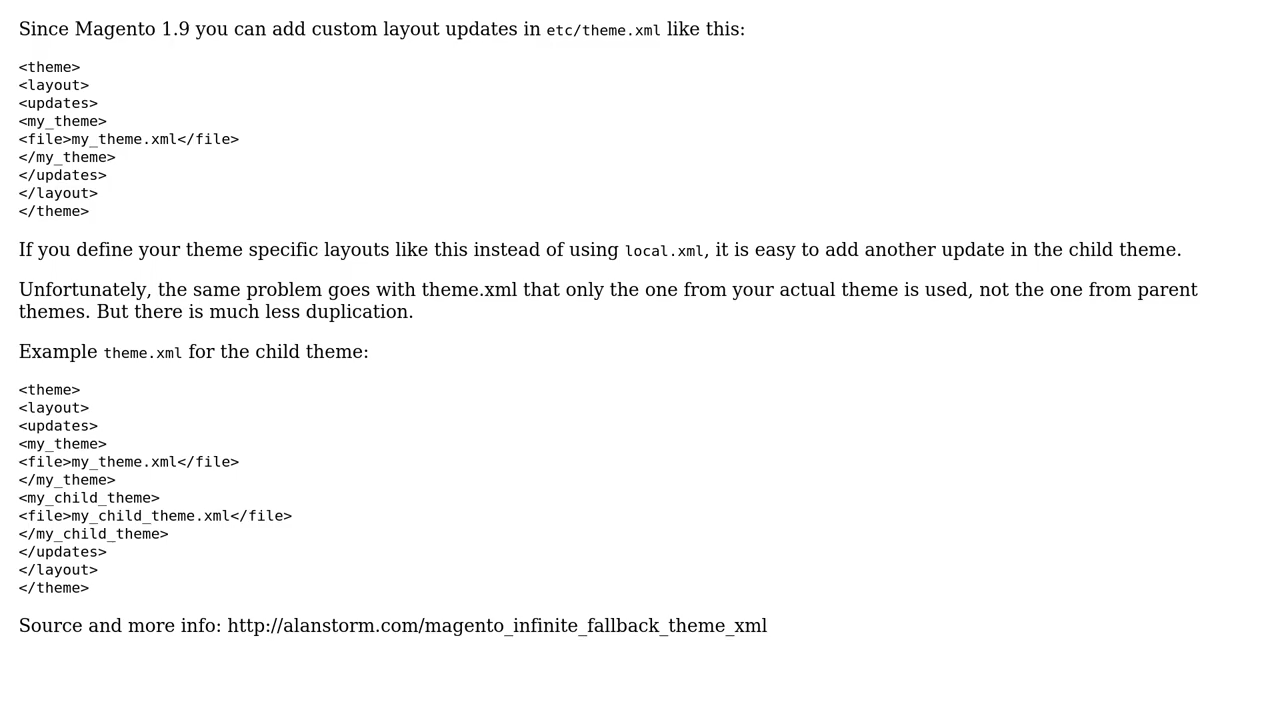 Since Magento 1.9 you can add custom layout updates in etc/theme.xml like this:
<theme>
<layout>
<updates>
<my_theme>
<file>my_theme.xml</file>
</my_theme>
</updates>
</layout>
</theme>
If you define your theme specific layouts like this instead of using local.xml, it is easy to add another update in the child theme.
Unfortunately, the same problem goes with theme.xml that only the one from your actual theme is used, not the one from parent
themes. But there is much less duplication.
Example theme.xml for the child theme:
<theme>
<layout>
<updates>
<my_theme>
<file>my_theme.xml</file>
</my_theme>
<my_child_theme>
<file>my_child_theme.xml</file>
</my_child_theme>
</updates>
</layout>
</theme>
Source and more info: http://alanstorm.com/magento_infinite_fallback_theme_xml